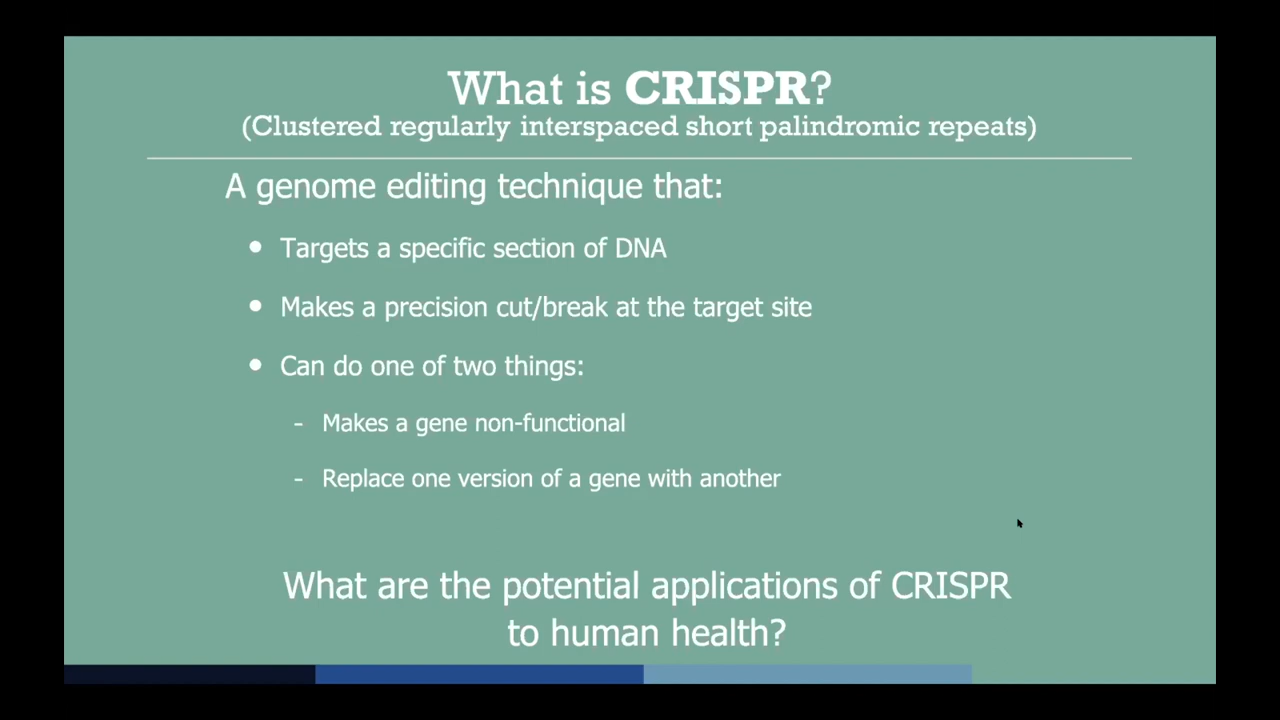 What is CRISPR?
(Clustered regularly interspaced short palindromic repeats)
A genome editing technique that:
• Targets a specific section of DNA
• Makes a precision cut/break at the target site
• Can do one of two things:
- Makes a gene non-functional
- Replace one version of a gene with another
What are the potential applications of CRISPR
to human health?